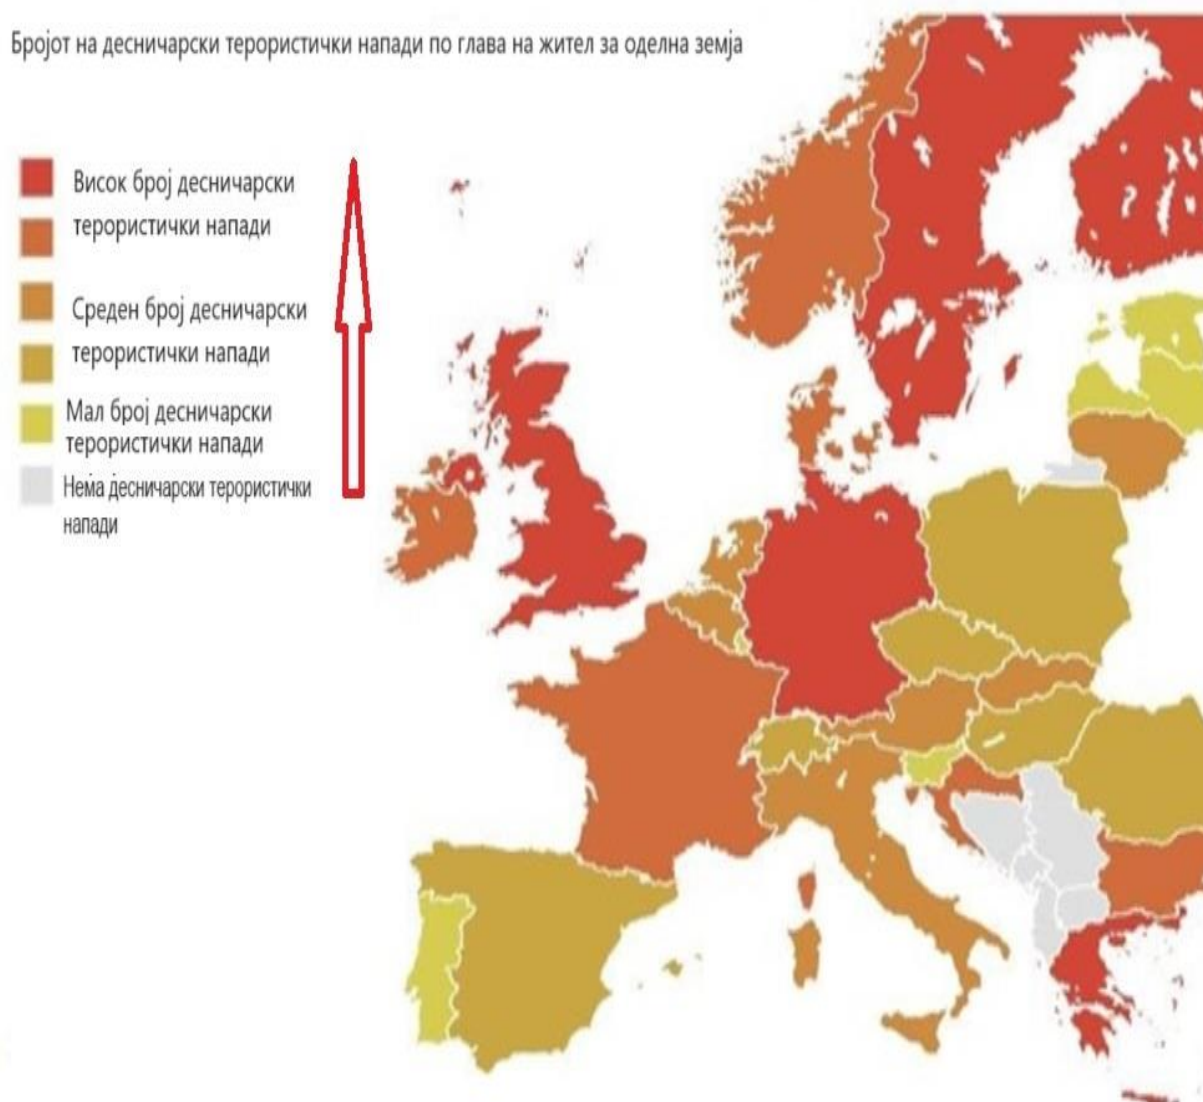 Бројот на десничарски терористички напади по глава на жител за оделна земја
Висок број десничарски
терористички напади
Среден број десничарски
терористички напади
Мал број десничарски
терористички напади
Нема десничарски терористички
напади